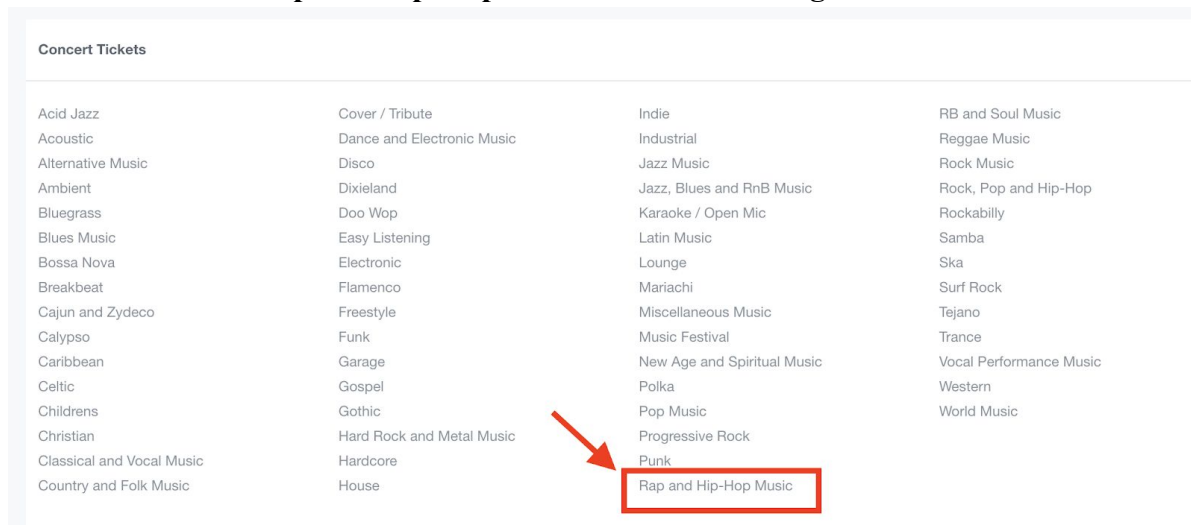 Concert Tickets
Acid Jazz
Acoustic
Alternative Music
Ambient
Bluegrass
Blues Music
Bossa Nova
Breakbeat
Cajun and Zydeco
Calypso
Caribbean
Celtic
Childrens
Christian
Classical and Vocal Music
Country and Folk Music
Cover / Tribute
Dance and Electronic Music
Disco
Dixieland
Doo Wop
Easy Listening
Electronic
Flamenco
Freestyle
Funk
Garage
Gospel
Gothic
Hard Rock and Metal Music
Hardcore
House
Indie
Industrial
Jazz Music
Jazz, Blues and RnB Music
Karaoke / Open Mic
Latin Music
Lounge
Mariachi
Miscellaneous Music
Music Festival
New Age and Spiritual Music
Polka
Pop Music
Progressive Rock
Punk
Rap and Hip-Hop Music
RB and Soul Music
Reggae Music
Rock Music
Rock, Pop and Hip-Hop
Rockabilly
Samba
Ska
Surf Rock
Tejano
Trance
Vocal Performance Music
Western
World Music